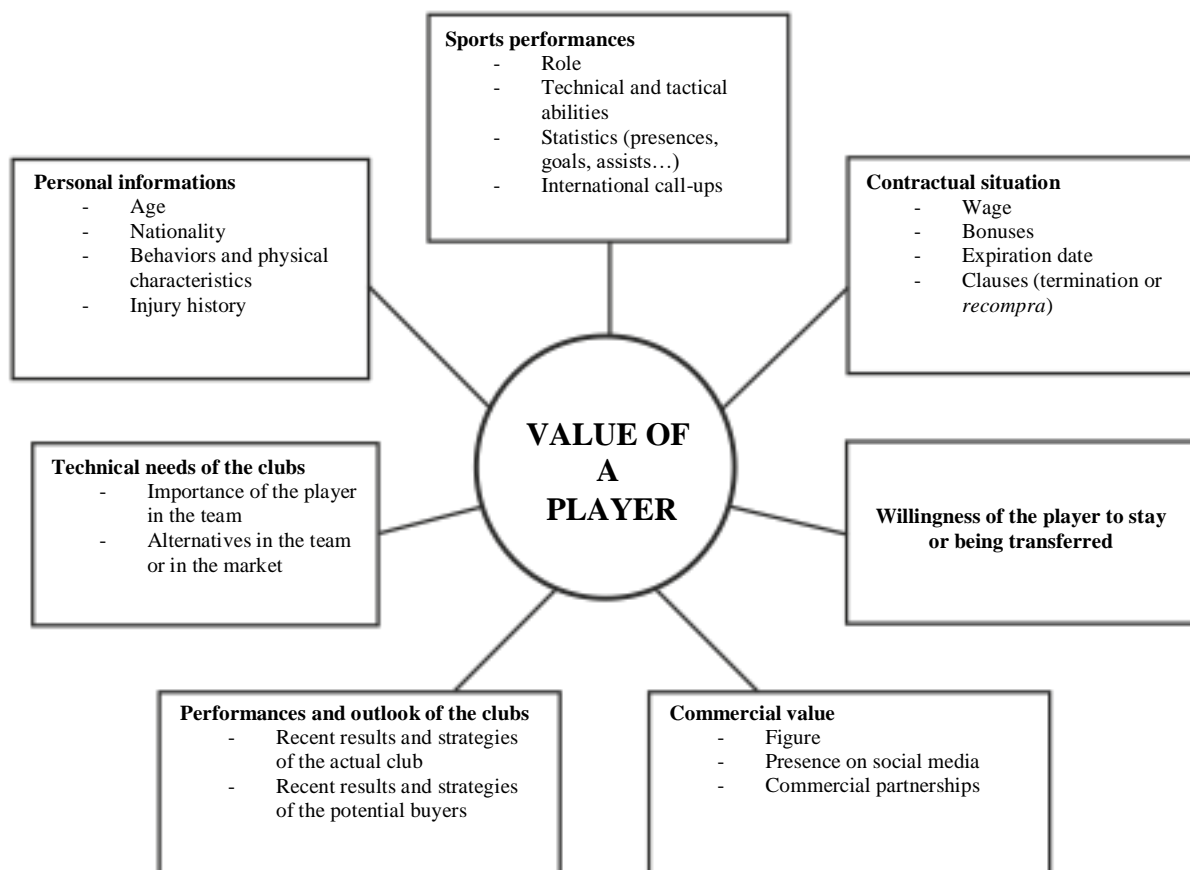 Sports performances
- Role
- Technical and tactical
abilities
- Statistics (presences,
goals, assists…)
- International call-ups
Personal informations
- Age
- Nationality
- Behaviors and physical
characteristics
- Injury history
Contractual situation
- Wage
- Bonuses
- Expiration date
- Clauses (termination or
recompra)
VALUE OF
A
PLAYER
Technical needs of the clubs
- Importance of the player
in the team
- Alternatives in the team
or in the market
Willingness of the player to stay
or being transferred
Performances and outlook of the clubs
- Recent results and strategies
of the actual club
- Recent results and strategies
of the potential buyers
Commercial value
- Figure
- Presence on social media
- Commercial partnerships